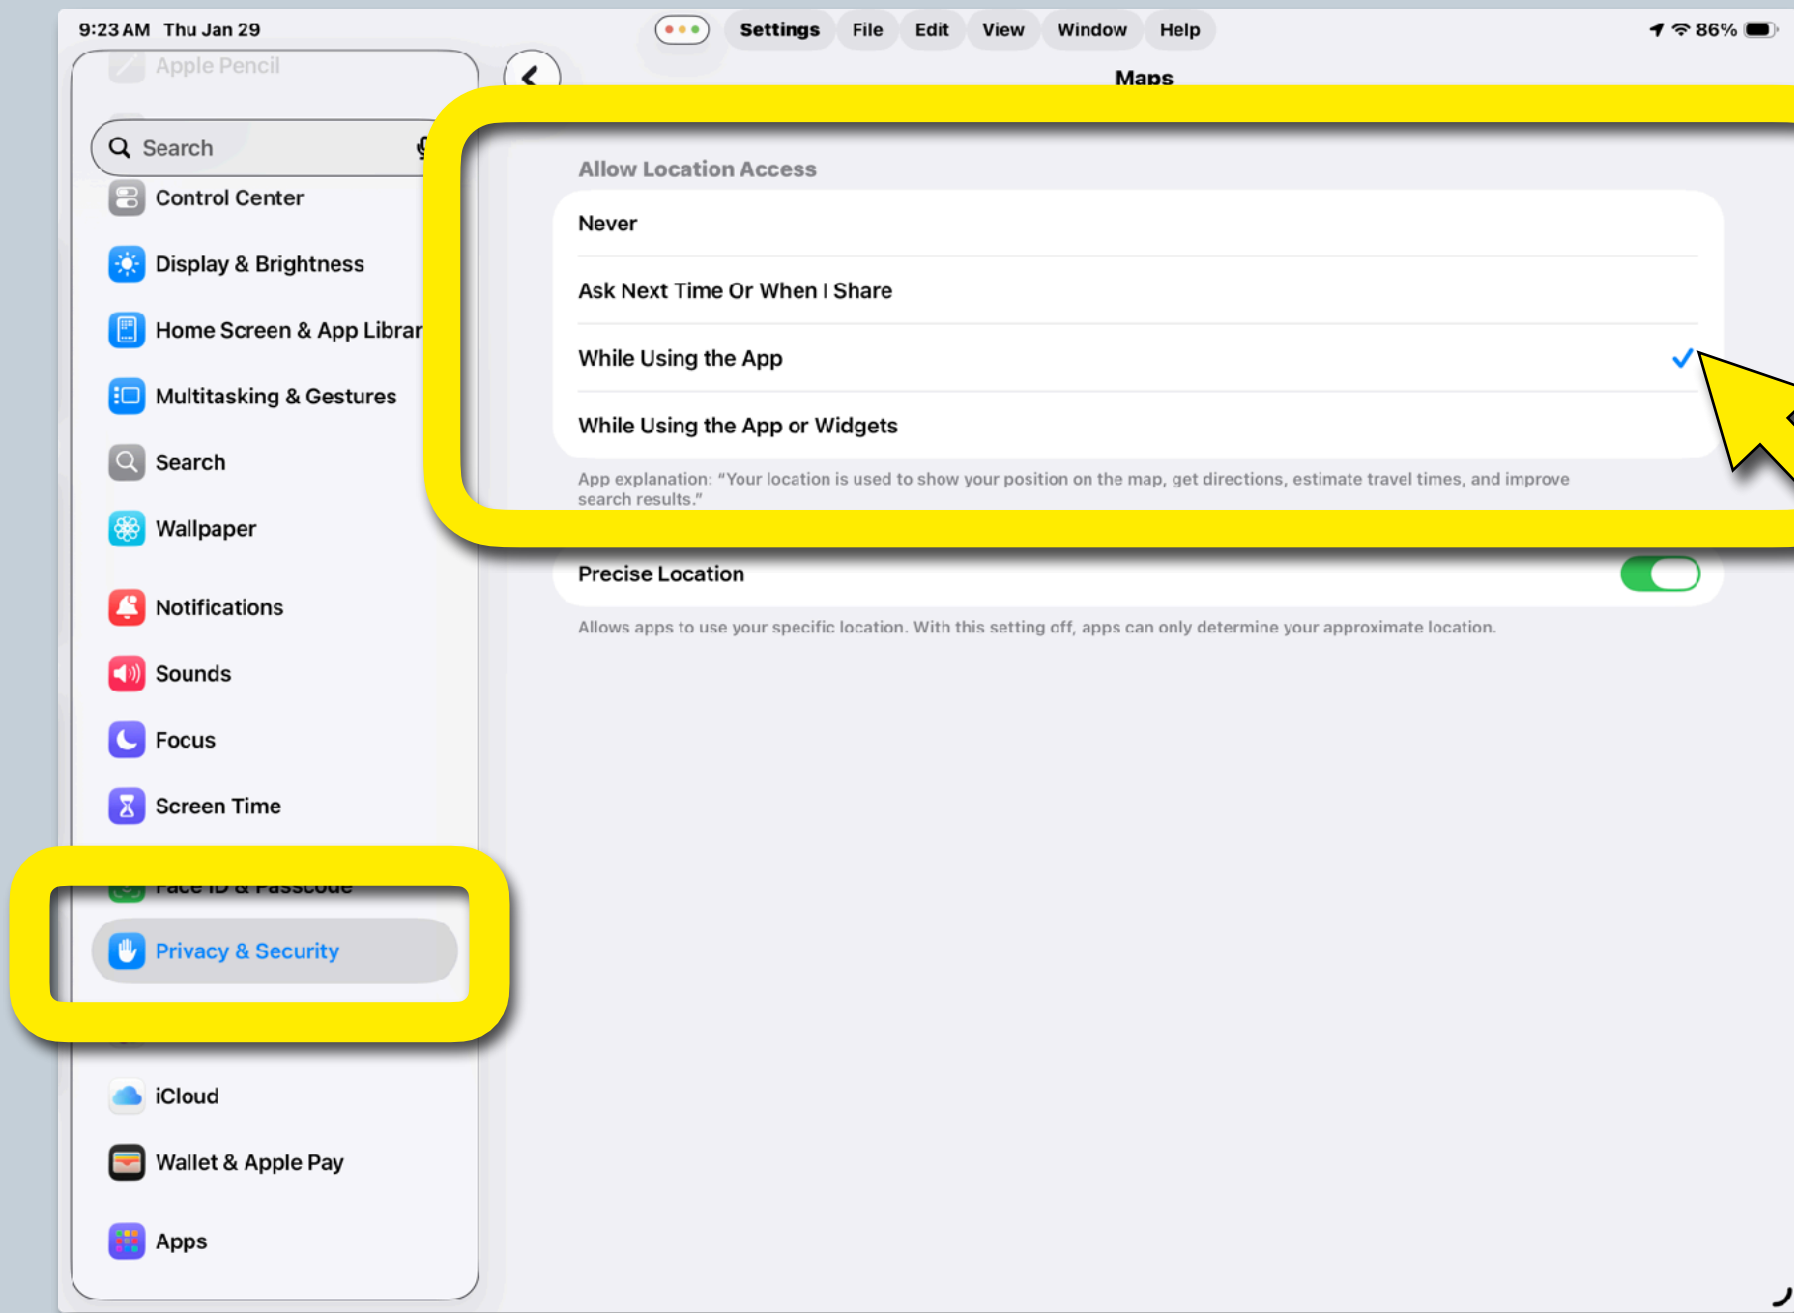 9:23 AM Thu Jan 29
Settings File Edit View Window Help
86%
Apple Pencil
Search
Control Center
Display & Brightness
Home Screen & App Librar
Multitasking & Gestures
Search
Wallpaper
Notifications
Sounds
Focus
Screen Time
Face ID & Passcode
Privacy & Security
iCloud
Wallet & Apple Pay
Apps
Maps
Allow Location Access
Never
Ask Next Time Or When I Share
While Using the App
While Using the App or Widgets
App explanation: “Your location is used to show your position on the map, get directions, estimate travel times, and improve
search results.”
Precise Location
Allows apps to use your specific location. With this setting off, apps can only determine your approximate location.